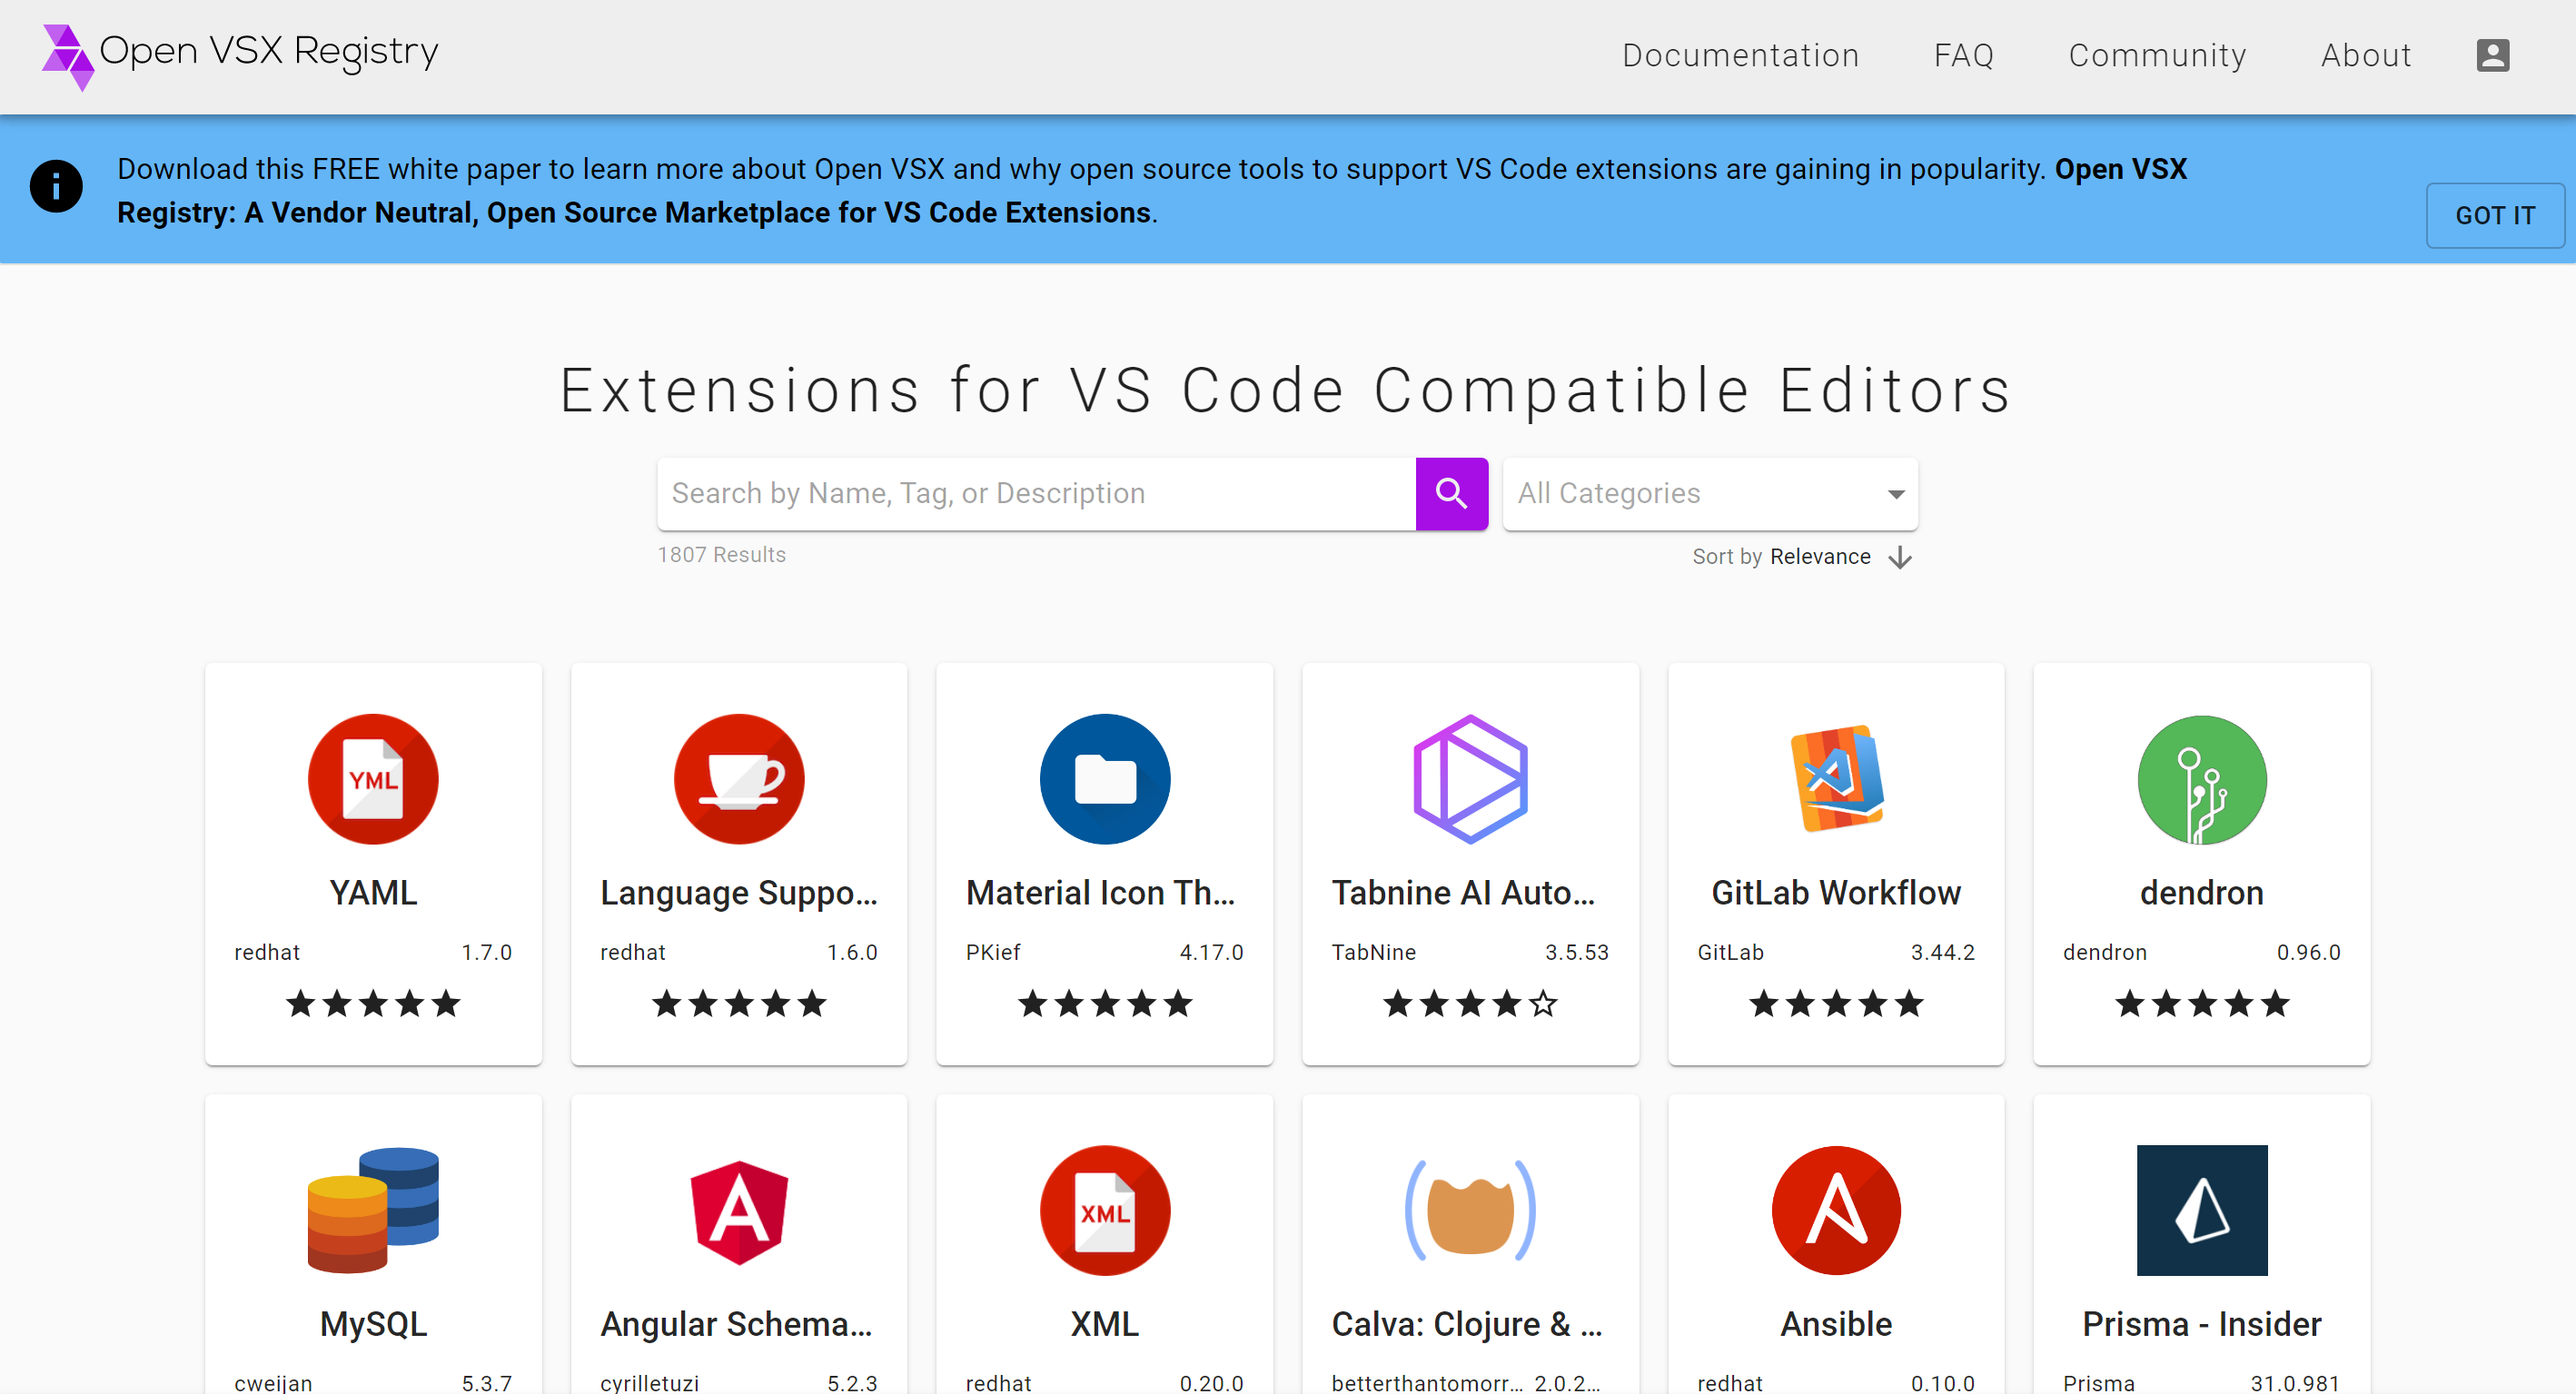 Open VSX Registry
Documentation
FAQ
Community
About
Download this FREE white paper to learn more about Open VSX and why open source tools to support VS Code extensions are gaining in popularity. Open VSX
Registry: A Vendor Neutral, Open Source Marketplace for VS Code Extensions.
GOT IT
Extensions for VS Code Compatible Editors
Search by Name, Tag, or Description
All Categories
1807 Results
Sort by Relevance
YML
YAML
redhat 1.7.0
Language Suppo...
redhat 1.6.0
Material Icon Th...
PKief 4.17.0
Tabnine AI Auto...
TabNine 3.5.53
GitLab Workflow
GitLab 3.44.2
dendron
dendron 0.96.0
MySQL
cweijan 5.3.7
Angular Schema...
cyrilletuzi 5.2.3
XML
XML
redhat 0.20.0
Calva: Clojure & ...
betterthantomorr... 2.0.2...
Ansible
redhat 0.10.0
Prisma - Insider
Prisma 31.0.981